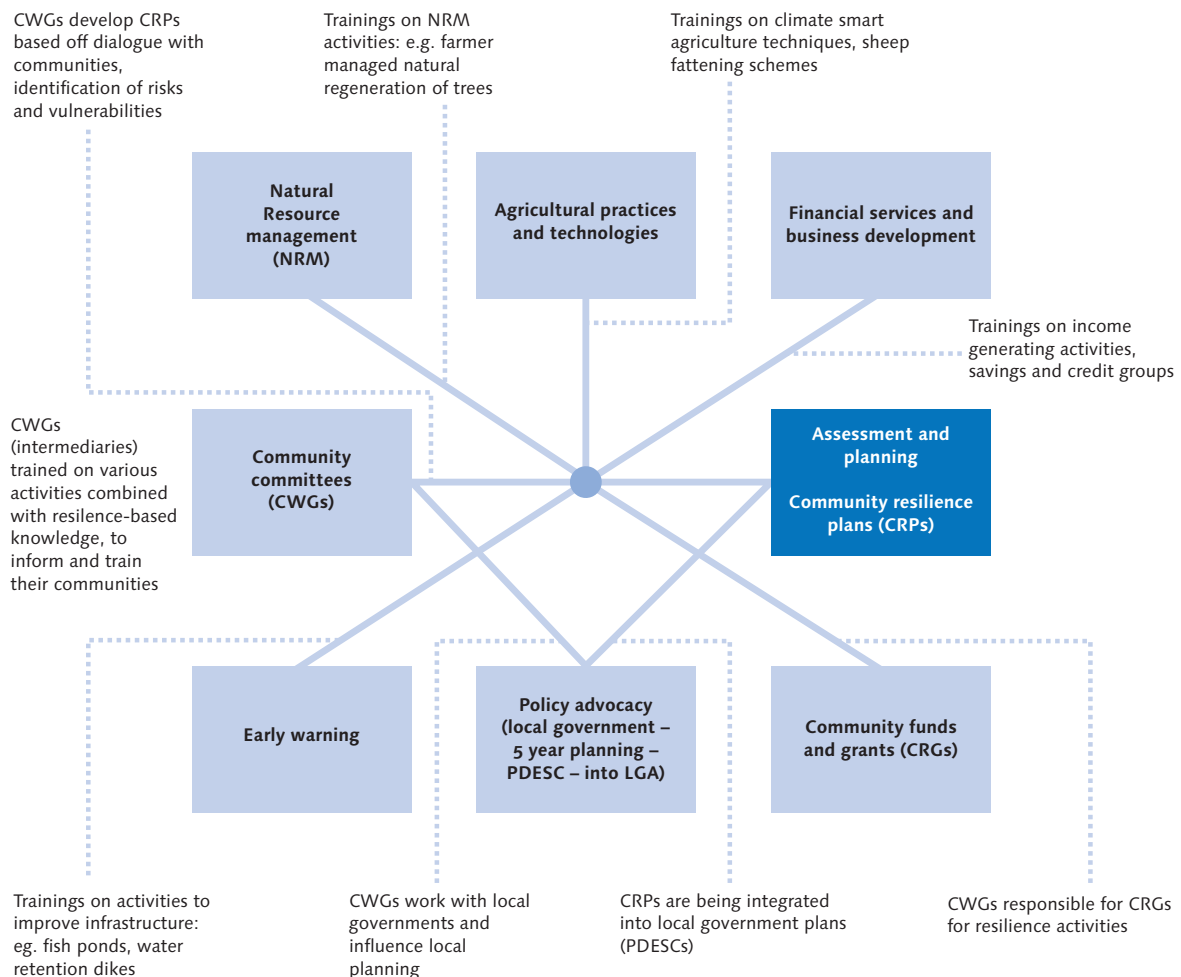 CWGs develop CRPs
based off dialogue with
communities,
identification of risks
and vulnerabilities
Trainings on NRM
activities: e.g. farmer
managed natural
regeneration of trees
Trainings on climate smart
agriculture techniques, sheep
fattening schemes
Natural
Resource
management
(NRM)
Agricultural practices
and technologies
Financial services and
business development
Trainings on income
generating activities,
savings and credit groups
CWGs
(intermediaries)
trained on various
activities combined
with resilence-based
knowledge, to
inform and train
their communities
Community
committees
(CWGs)
Assessment and
planning
Community resilience
plans (CRPs)
Early warning
Policy advocacy
(local government –
5 year planning –
PDESC – into LGA)
Community funds
and grants (CRGs)
Trainings on activities to
improve infrastructure:
eg. fish ponds, water
retention dikes
CWGs work with local
governments and
influence local
planning
CRPs are being integrated
into local government plans
(PDESCs)
CWGs responsible for CRGs
for resilience activities